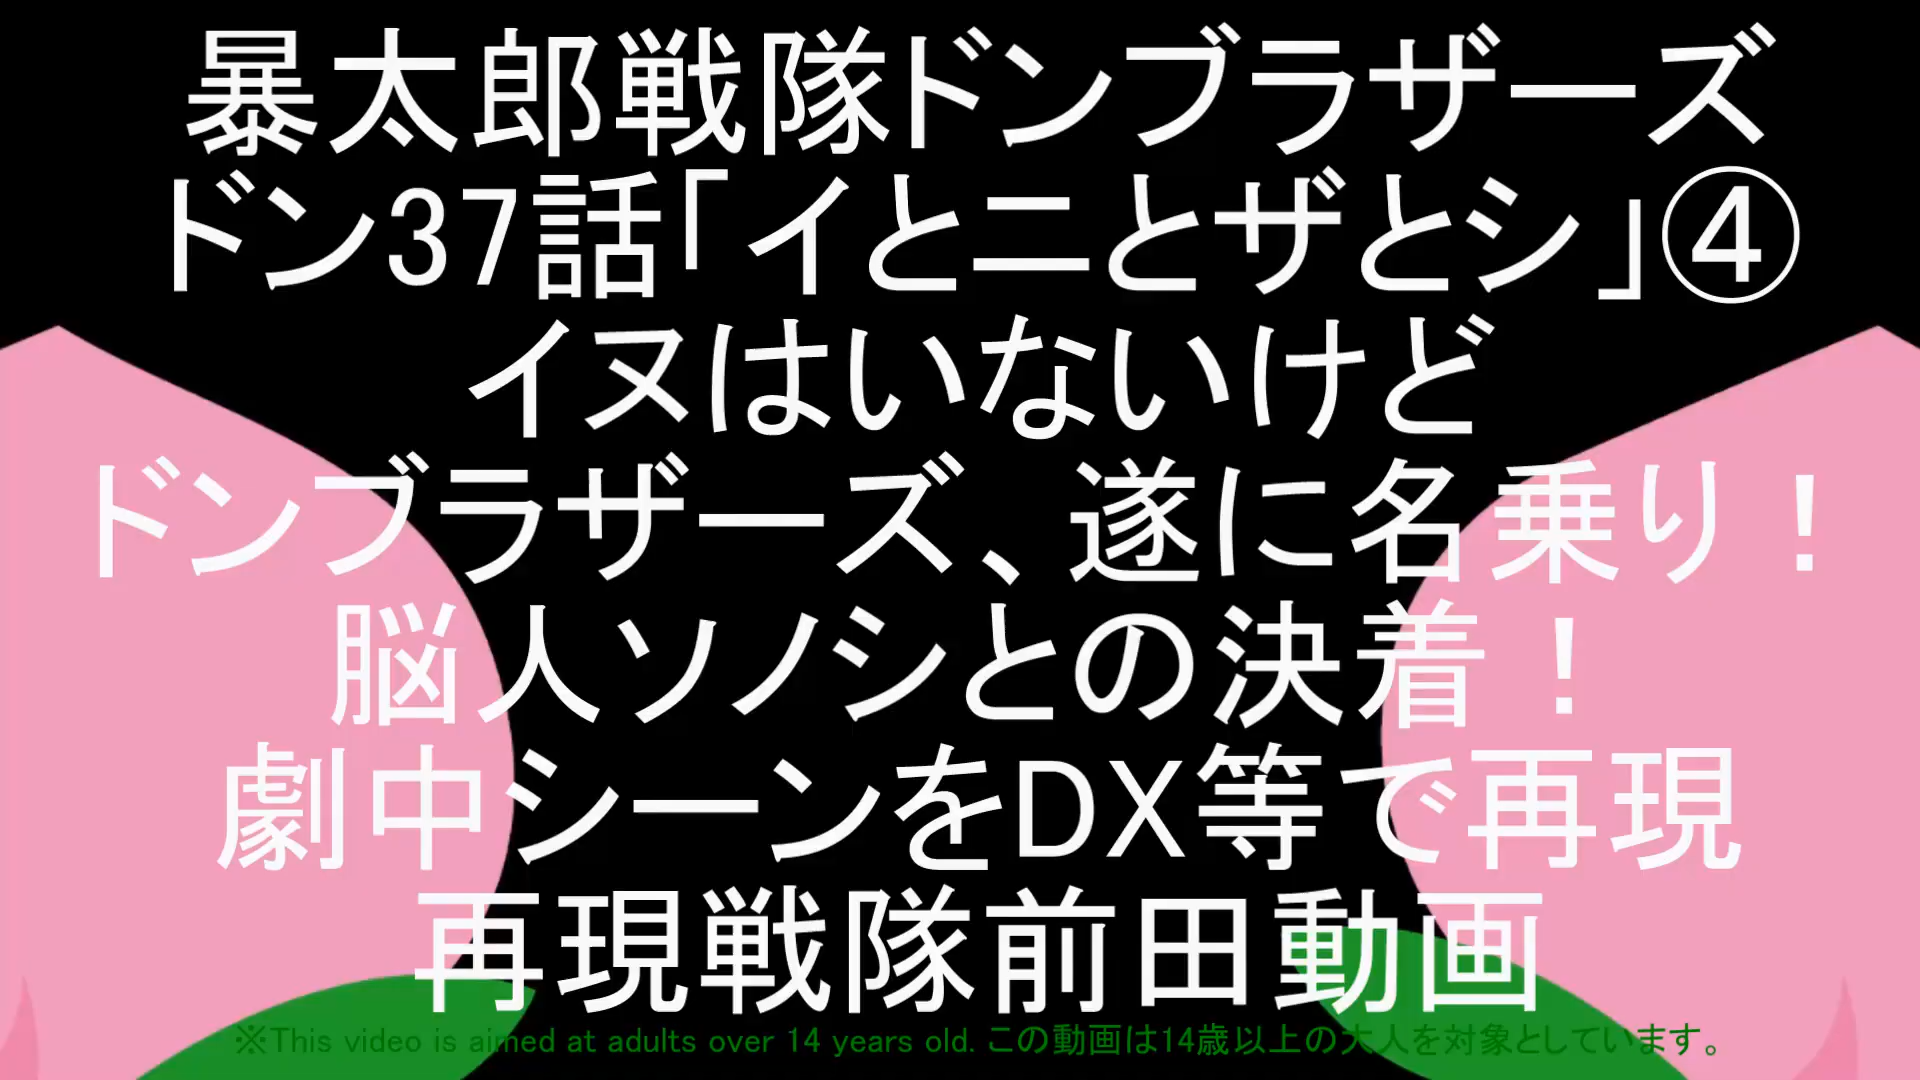 暴太郎戦隊ドンブラザーズ
ドン37話「イとニとザとシ」④
イヌはいないけど
ドンブラザーズ、遂に名乗り！
脳人ソノシとの決着！
劇中シーンをDX等で再現
再現戦隊前田動画
※This video is aimed at adults over 14 years old. この動画は14歳以上の大人を対象としています。